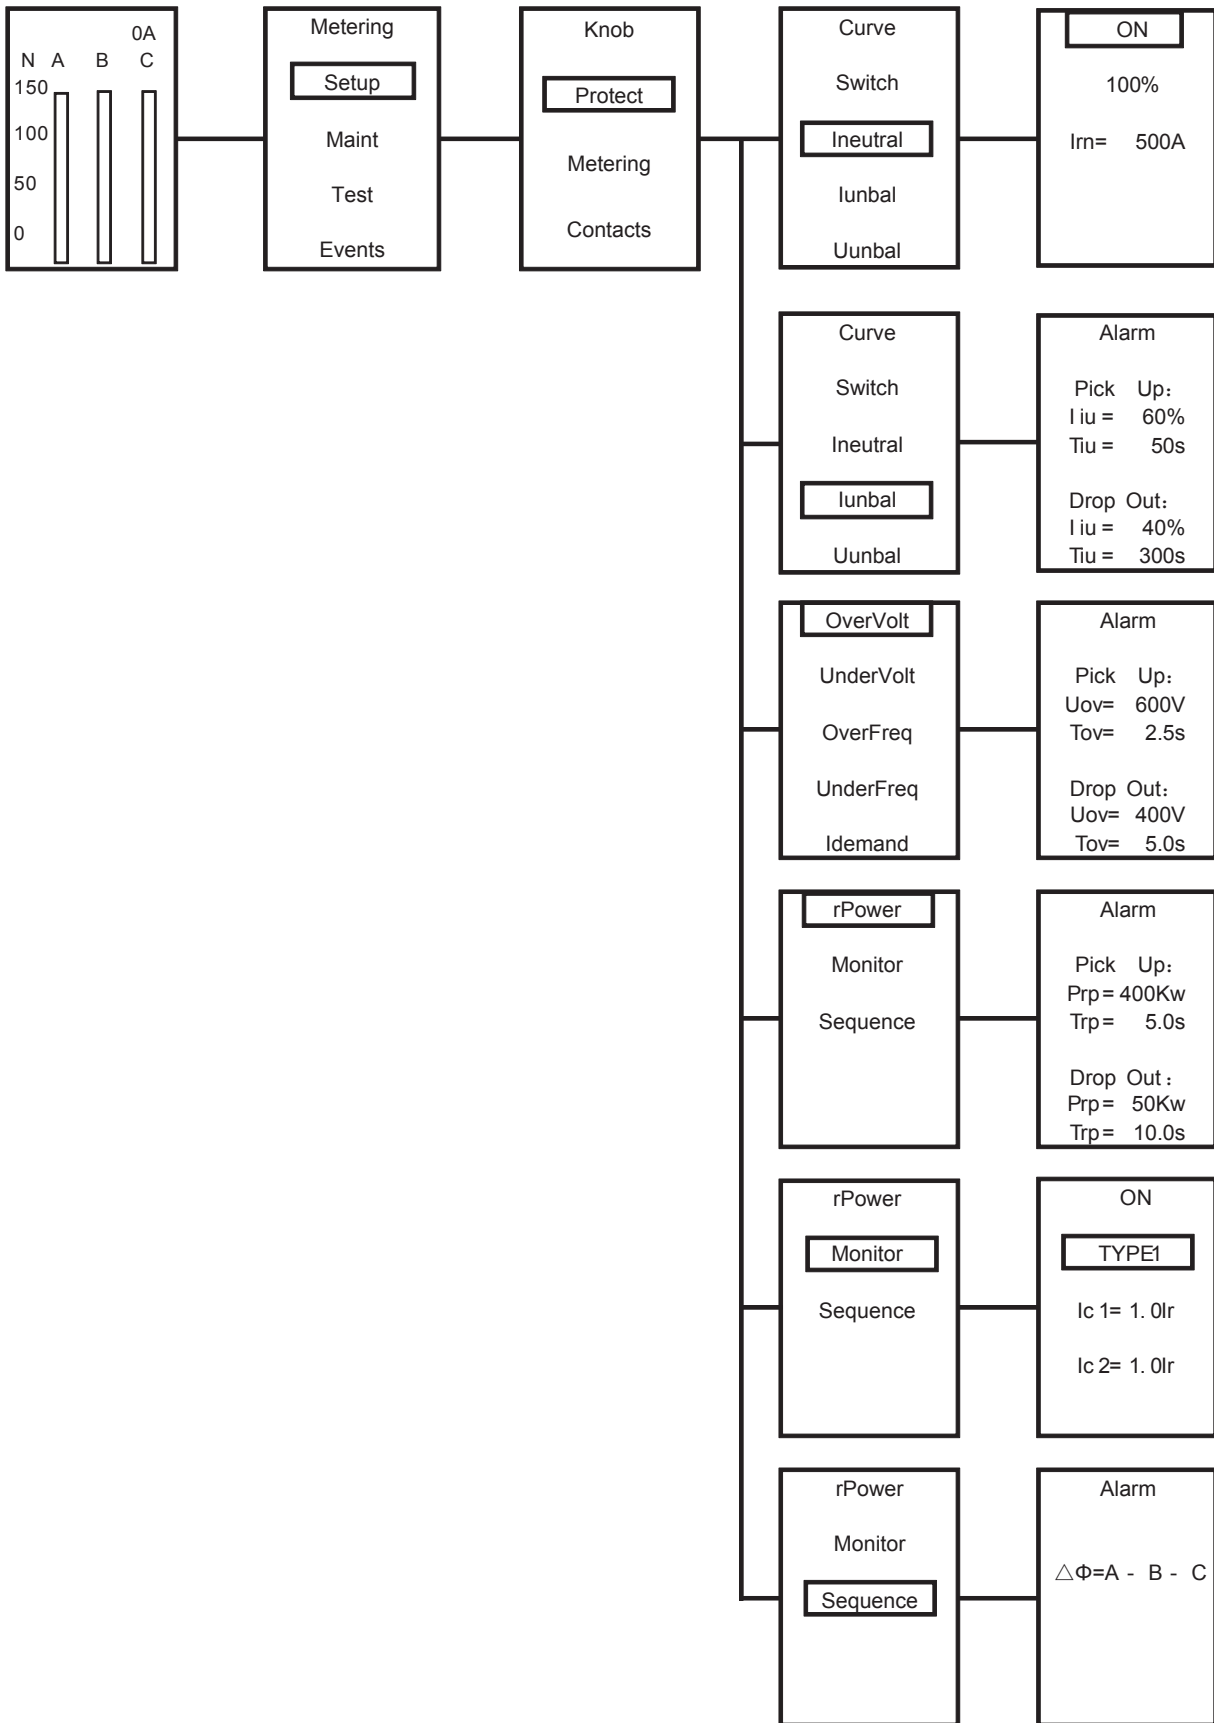 0A
N A B C
150
100
50
0
Metering
Setup
Maint
Test
Events
Knob
Protect
Metering
Contacts
Curve
Switch
Ineutral
Iunbal
Uunbal
ON
100%
Irn= 500A
Curve
Switch
Ineutral
Iunbal
Uunbal
Alarm
Pick Up：
I iu = 60%
Tiu = 50s
Drop Out：
I iu = 40%
Tiu = 300s
OverVolt
UnderVolt
OverFreq
UnderFreq
Idemand
Alarm
Pick Up：
Uov= 600V
Tov= 2.5s
Drop Out：
Uov= 400V
Tov= 5.0s
rPower
Monitor
Sequence
Alarm
Pick Up：
Prp = 400Kw
Trp = 5.0s
Drop Out：
Prp = 50Kw
Trp = 10.0s
rPower
Monitor
Sequence
ON
TYPE1
Ic 1= 1. 0Ir
Ic 2= 1. 0Ir
rPower
Monitor
Sequence
Alarm
△Φ=A - B - C